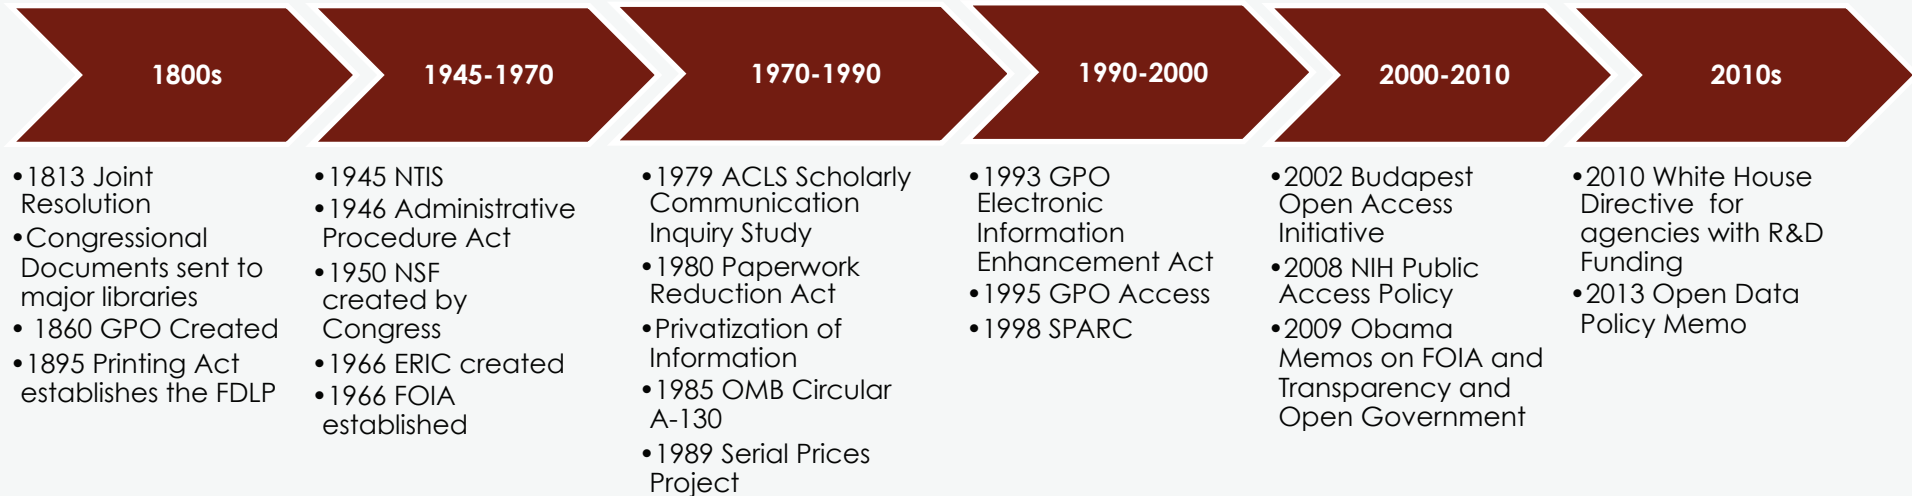 1800s
•1813 Joint
Resolution
•Congressional
Documents sent to
major libraries
• 1860 GPO Created
•1895 Printing Act
establishes the FDLP
1945-1970
•1945 NTIS
•1946 Administrative
Procedure Act
•1950 NSF
created by
Congress
•1966 ERIC created
•1966 FOIA
established
1970-1990
•1979 ACLS Scholarly
Communication
Inquiry Study
•1980 Paperwork
Reduction Act
•Privatization of
Information
•1985 OMB Circular
A-130
•1989 Serial Prices
Project
1990-2000
•1993 GPO
Electronic
Information
Enhancement Act
•1995 GPO Access
•1998 SPARC
2000-2010
•2002 Budapest
Open Access
Initiative
•2008 NIH Public
Access Policy
•2009 Obama
Memos on FOIA and
Transparency and
Open Government
2010s
•2010 White House
Directive for
agencies with R&D
Funding
•2013 Open Data
Policy Memo